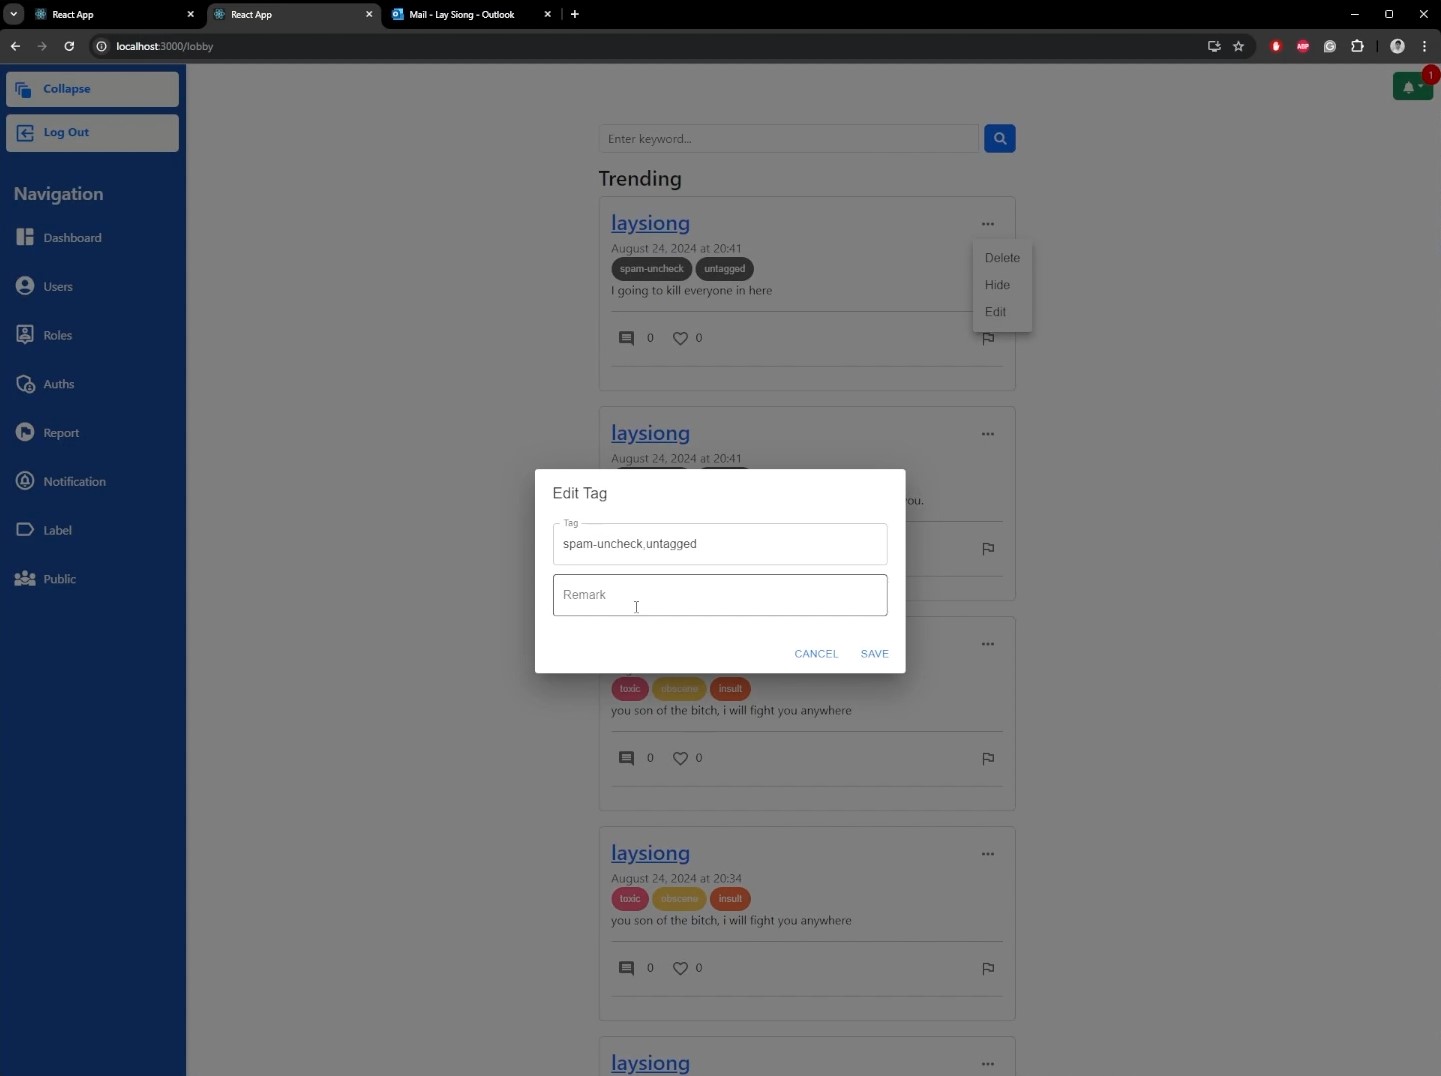 React App
React App
Mail - Lay Siong - Outlook
localhost:3000/lobby
ABP
Collapse
1
Log Out
Enter keyword...
Navigation
Trending
Dashboard
Users
Roles
Auths
Report
Notification
Label
Public
laysiong
August 24, 2024 at 20:41
spam-uncheck untagged
I going to kill everyone in here
0 0
Delete
Hide
Edit
laysiong
August 24, 2024 at 20:41
you.
Edit Tag
Tag
spam-uncheck,untagged
Remark
CANCEL SAVE
toxic obscene insult
you son of the bitch, i will fight you anywhere
0 0
laysiong
August 24, 2024 at 20:34
toxic obscene insult
you son of the bitch, i will fight you anywhere
0 0
laysiong